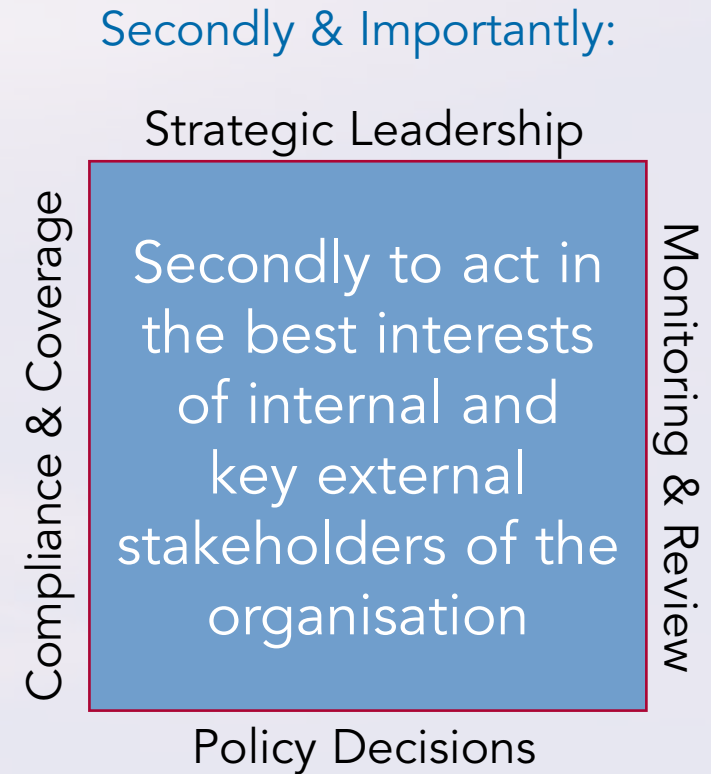 Secondly & Importantly:
Strategic Leadership
Compliance & Coverage
Secondly to act in
the best interests
of internal and
key external
stakeholders of the
organisation
Monitoring & Review
Policy Decisions